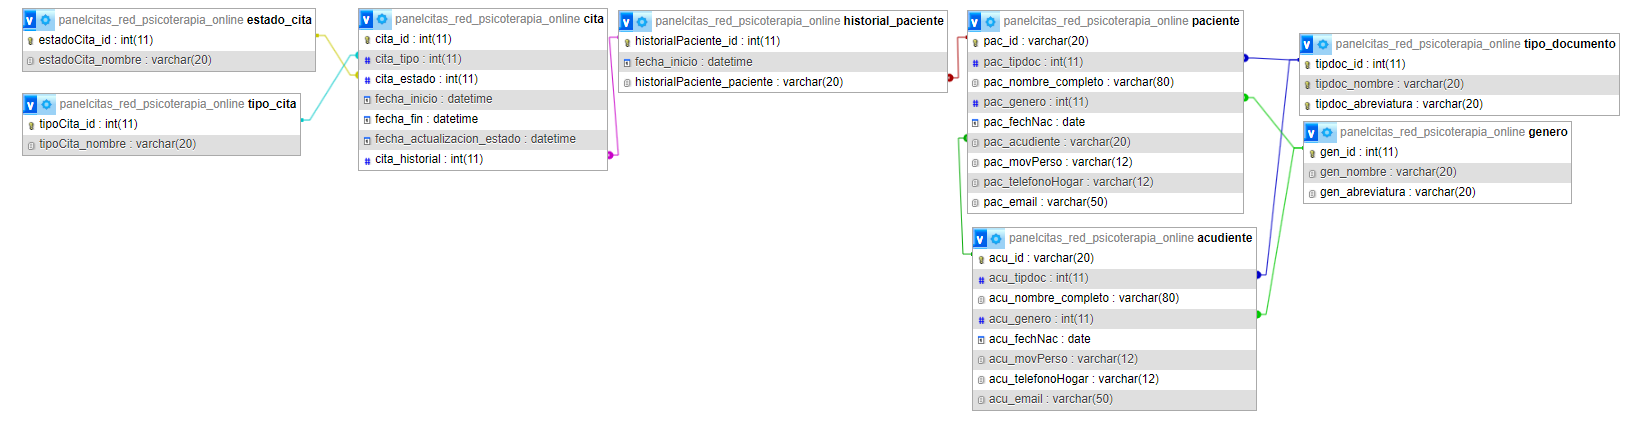 panelcitas_red_psicoterapia_online estado_cita
estadoCita_id : int(11)
estadoCita_nombre : varchar(20)
panelcitas_red_psicoterapia_online tipo_cita
tipoCita_id : int(11)
tipoCita_nombre : varchar(20)
panelcitas_red_psicoterapia_online cita
cita_id : int(11)
cita_tipo : int(11)
cita_estado : int(11)
fecha_inicio : datetime
fecha_fin : datetime
fecha_actualizacion_estado : datetime
cita_historial : int(11)
panelcitas_red_psicoterapia_online historial_paciente
historialPaciente_id : int(11)
fecha_inicio : datetime
historialPaciente_paciente : varchar(20)
panelcitas_red_psicoterapia_online paciente
pac_id : varchar(20)
pac_tipdoc : int(11)
pac_nombre_completo : varchar(80)
pac_genero : int(11)
pac_fechNac : date
pac_acudiente : varchar(20)
pac_movPerso : varchar(12)
pac_telefonoHogar : varchar(12)
pac_email : varchar(50)
panelcitas_red_psicoterapia_online acudiente
acu_id : varchar(20)
acu_tipdoc : int(11)
acu_nombre_completo : varchar(80)
acu_genero : int(11)
acu_fechNac : date
acu_movPerso : varchar(12)
acu_telefonoHogar : varchar(12)
acu_email : varchar(50)
panelcitas_red_psicoterapia_online tipo_documento
tipdoc_id : int(11)
tipdoc_nombre : varchar(20)
tipdoc_abreviatura : varchar(20)
panelcitas_red_psicoterapia_online genero
gen_id : int(11)
gen_nombre : varchar(20)
gen_abreviatura : varchar(20)